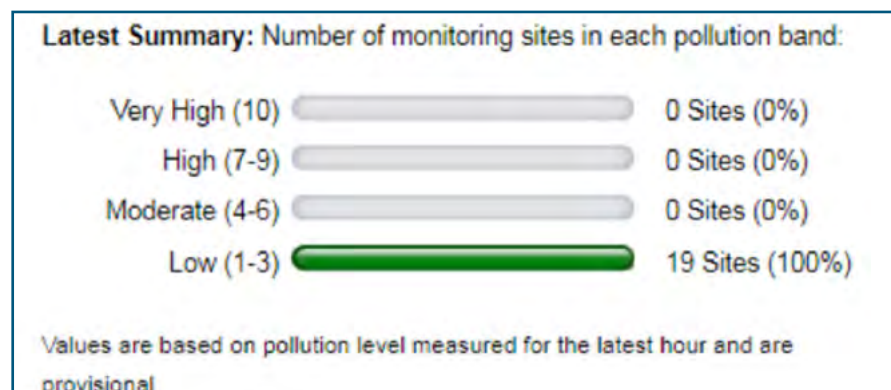 Latest Summary: Number of monitoring sites in each pollution band:
Very High (10) 0 Sites (0%)
High (7-9) 0 Sites (0%)
Moderate (4-6) 0 Sites (0%)
Low (1-3) 19 Sites (100%)
Values are based on pollution level measured for the latest hour and are
provisional